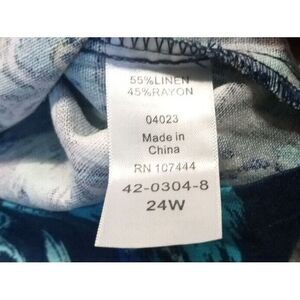 55%LINEN
45%RAYON
04023
Made in
China
RN 107444
42-0304-8
24W